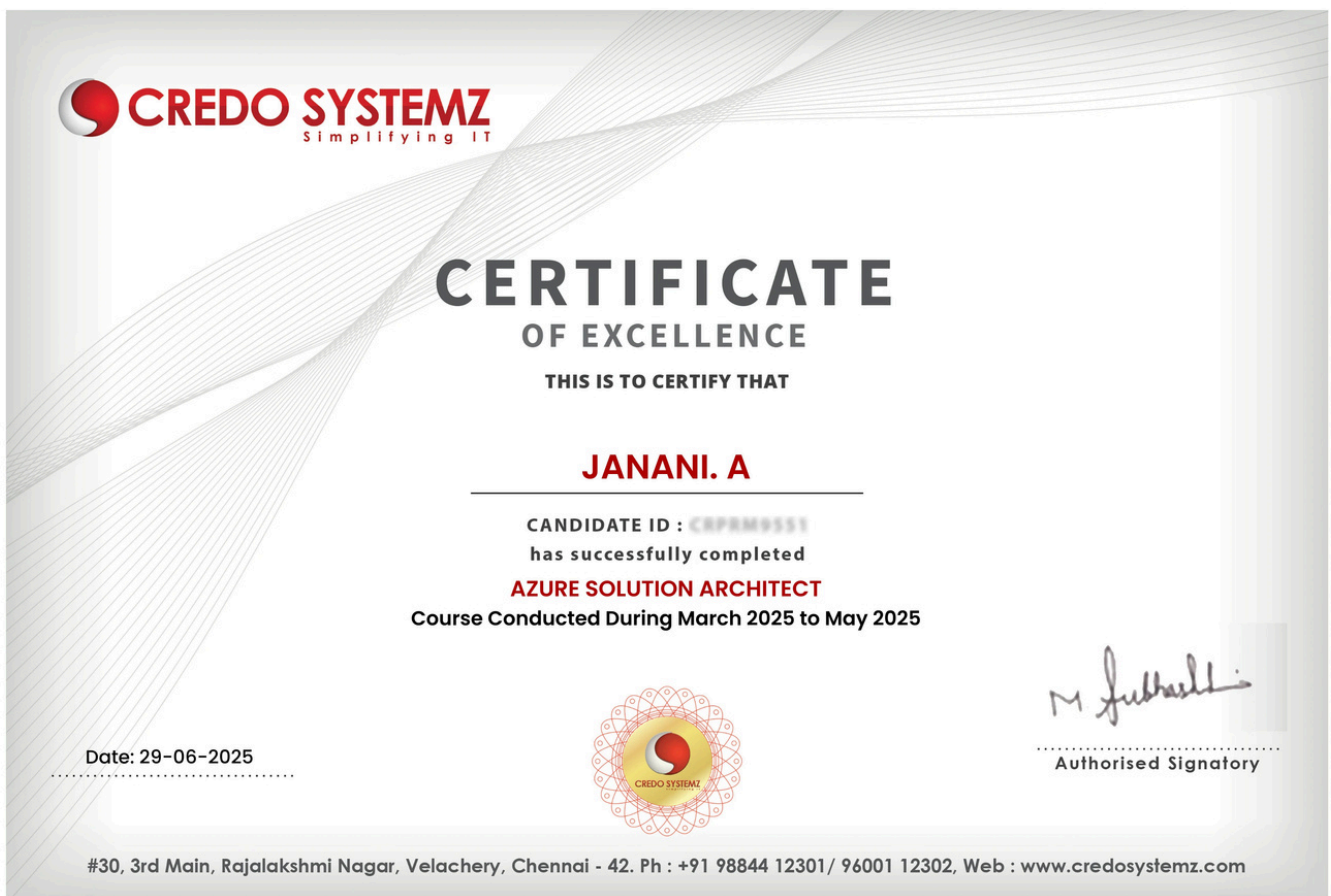 CREDO SYSTEMZ
Simplifying IT
CERTIFICATE
OF EXCELLENCE
THIS IS TO CERTIFY THAT
JANANI. A
CANDIDATE ID :
has successfully completed
AZURE SOLUTION ARCHITECT
Course Conducted During March 2025 to May 2025
Date: 29-06-2025
CREDO SYSTEMZ
Authorised Signatory
#30, 3rd Main, Rajalakshmi Nagar, Velachery, Chennai - 42. Ph : +91 98844 12301/ 96001 12302, Web : www.credosystemz.com